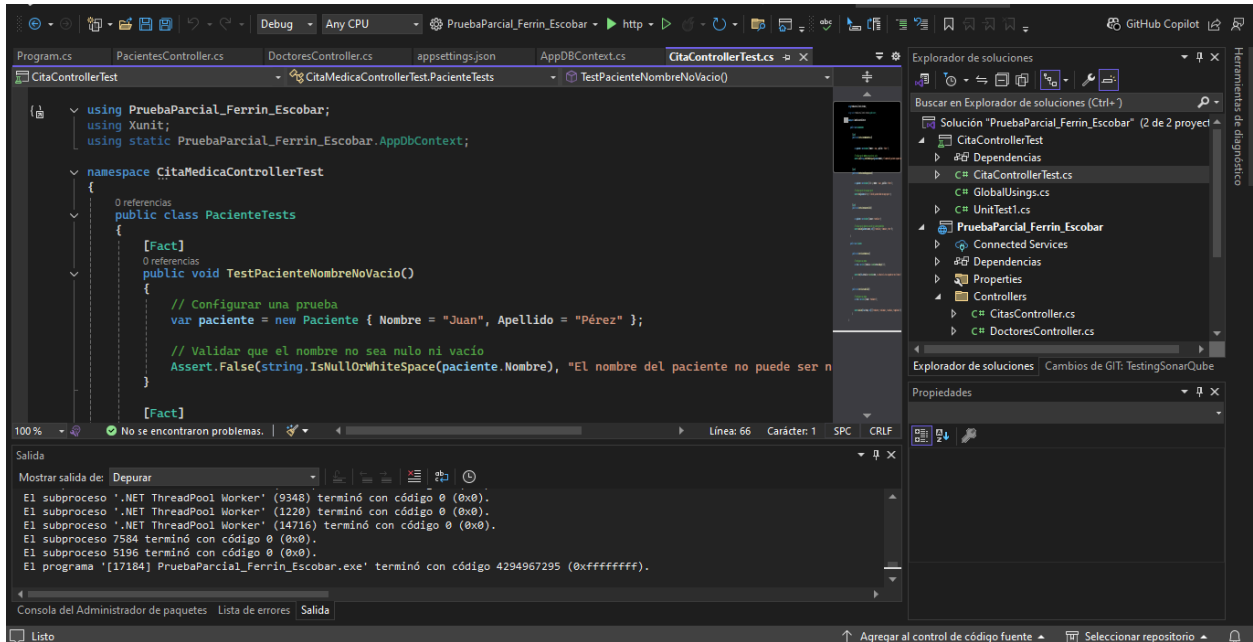 Debug
Any CPU
PruebaParcial_Ferrin_Escobar
http
GitHub Copilot
Program.cs
PacientesController.cs
DoctoresController.cs
appsettings.json
AppDBContext.cs
CitaControllerTest.cs
CitaControllerTest
CitaMedicaControllerTest.PacienteTests
TestPacienteNombreNoVacio()
using PruebaParcial_Ferrin_Escobar;
using Xunit;
using static PruebaParcial_Ferrin_Escobar.AppDbContext;
namespace CitaMedicaControllerTest
{
0 referencias
public class PacienteTests
{
[Fact]
0 referencias
public void TestPacienteNombreNoVacio()
{
// Configurar una prueba
var paciente = new Paciente { Nombre = "Juan", Apellido = "Pérez" };
// Validar que el nombre no sea nulo ni vacío
Assert.False(string.IsNullOrWhiteSpace(paciente.Nombre), "El nombre del paciente no puede ser n
}
[Fact]
100 %
No se encontraron problemas.
Línea: 66
Carácter: 1
SPC
CRLF
Salida
Mostrar salida de: Depurar
El subproceso '.NET ThreadPool Worker' (9348) terminó con código 0 (0x0).
El subproceso '.NET ThreadPool Worker' (1220) terminó con código 0 (0x0).
El subproceso '.NET ThreadPool Worker' (14716) terminó con código 0 (0x0).
El subproceso 7584 terminó con código 0 (0x0).
El subproceso 5196 terminó con código 0 (0x0).
El programa '[17184] PruebaParcial_Ferrin_Escobar.exe' terminó con código 4294967295 (0xffffffff).
Consola del Administrador de paquetes
Lista de errores
Salida
Explorador de soluciones
Buscar en Explorador de soluciones (Ctrl+´)
Solución "PruebaParcial_Ferrin_Escobar" (2 de 2 proyect
CitaControllerTest
Dependencias
C# CitaControllerTest.cs
C# GlobalUsings.cs
C# UnitTest1.cs
PruebaParcial_Ferrin_Escobar
Connected Services
Dependencias
Properties
Controllers
C# CitasController.cs
C# DoctoresController.cs
Explorador de soluciones
Cambios de GIT: TestingSonarQube
Propiedades
Herramientas de diagnóstico
Listo
Agregar al control de código fuente
Seleccionar repositorio